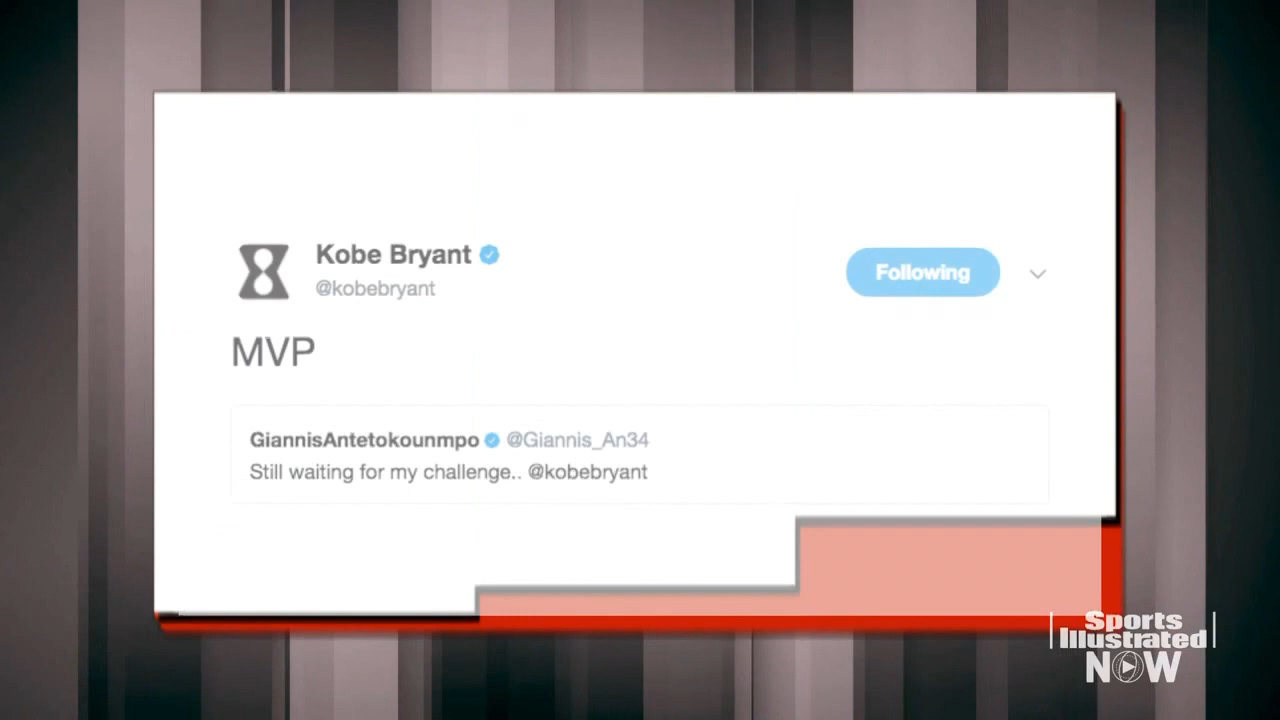 Kobe Bryant
@kobebryant
Following
MVP
GiannisAntetokounmpo @Giannis_An34
Still waiting for my challenge.. @kobebryant
Sports
Illustrated
NOW